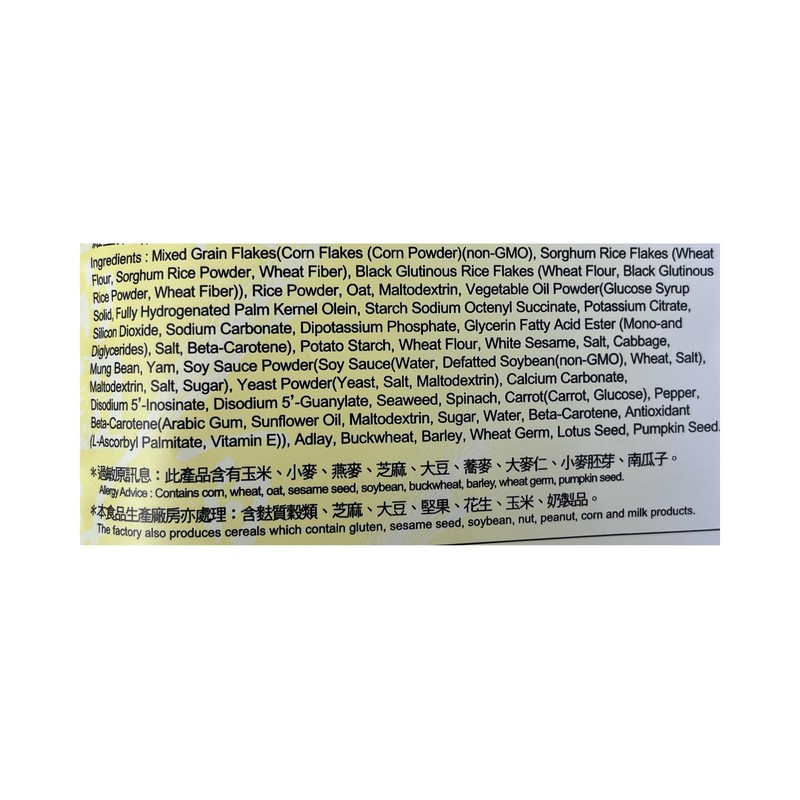 Ingredients : Mixed Grain Flakes(Corn Flakes (Corn Powder)(non-GMO), Sorghum Rice Flakes (Wheat
Flour, Sorghum Rice Powder, Wheat Fiber), Black Glutinous Rice Flakes (Wheat Flour, Black Glutinous
Rice Powder, Wheat Fiber)), Rice Powder, Oat, Maltodextrin, Vegetable Oil Powder(Glucose Syrup
Solid, Fully Hydrogenated Palm Kernel Olein, Starch Sodium Octenyl Succinate, Potassium Citrate,
Silicon Dioxide, Sodium Carbonate, Dipotassium Phosphate, Glycerin Fatty Acid Ester (Mono-and
Diglycerides), Salt, Beta-Carotene), Potato Starch, Wheat Flour, White Sesame, Salt, Cabbage,
Mung Bean, Yam, Soy Sauce Powder(Soy Sauce(Water, Defatted Soybean(non-GMO), Wheat, Salt),
Maltodextrin, Salt, Sugar), Yeast Powder(Yeast, Salt, Maltodextrin), Calcium Carbonate,
Disodium 5'-Inosinate, Disodium 5'-Guanylate, Seaweed, Spinach, Carrot(Carrot, Glucose), Pepper,
Beta-Carotene(Arabic Gum, Sunflower Oil, Maltodextrin, Sugar, Water, Beta-Carotene, Antioxidant
(L-Ascorbyl Palmitate, Vitamin E)), Adlay, Buckwheat, Barley, Wheat Germ, Lotus Seed, Pumpkin Seed.
*過敏原訊息：此產品含有玉米、小麥、燕麥、芝麻、大豆、蕎麥、大麥仁、小麥胚芽、南瓜子。
Allergy Advice : Contains corn, wheat, oat, sesame seed, soybean, buckwheat, barley, wheat germ, pumpkin seed.
*本食品生產廠房亦處理：含麩質穀類、芝麻、大豆、堅果、花生、玉米、奶製品。
The factory also produces cereals which contain gluten, sesame seed, soybean, nut, peanut, corn and milk products.